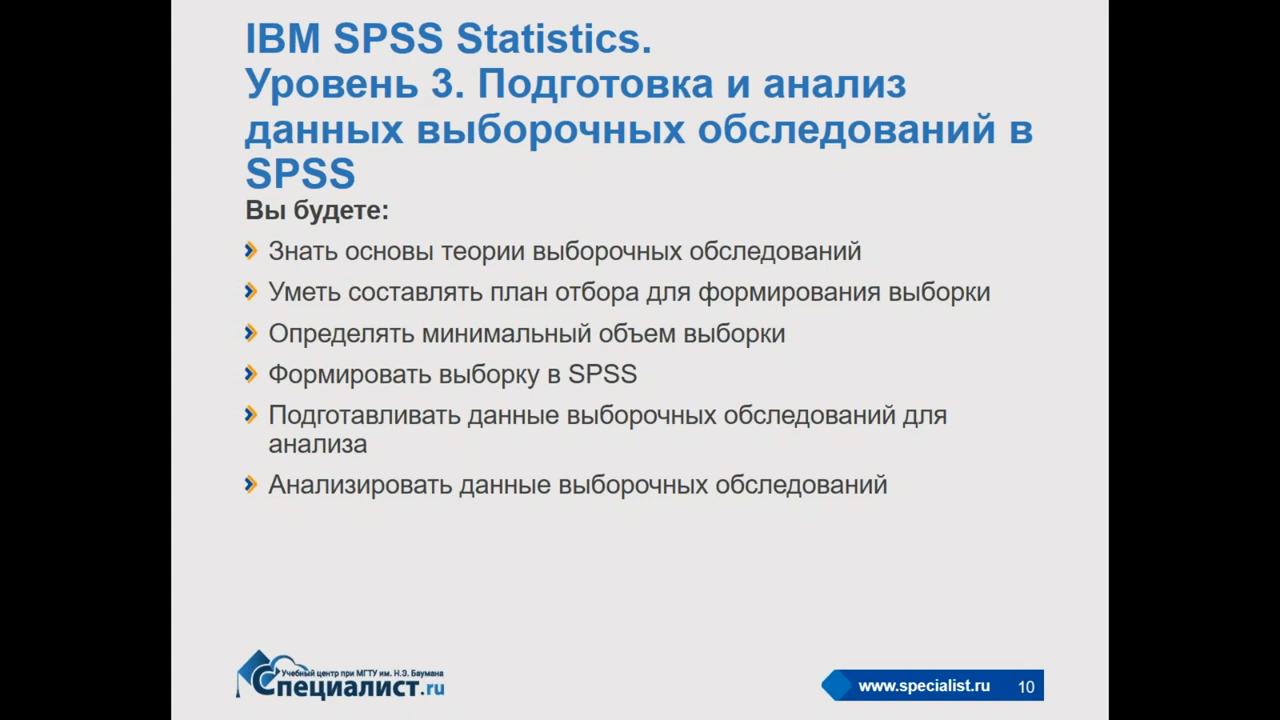 IBM SPSS Statistics.
Уровень 3. Подготовка и анализ
данных выборочных обследований в
SPSS
Вы будете:
Знать основы теории выборочных обследований
Уметь составлять план отбора для формирования выборки
Определять минимальный объем выборки
Формировать выборку в SPSS
Подготавливать данные выборочных обследований для
анализа
Анализировать данные выборочных обследований
Учебный центр при МГТУ им. Н.Э. Баумана
Специалист.ru
www.specialist.ru 10